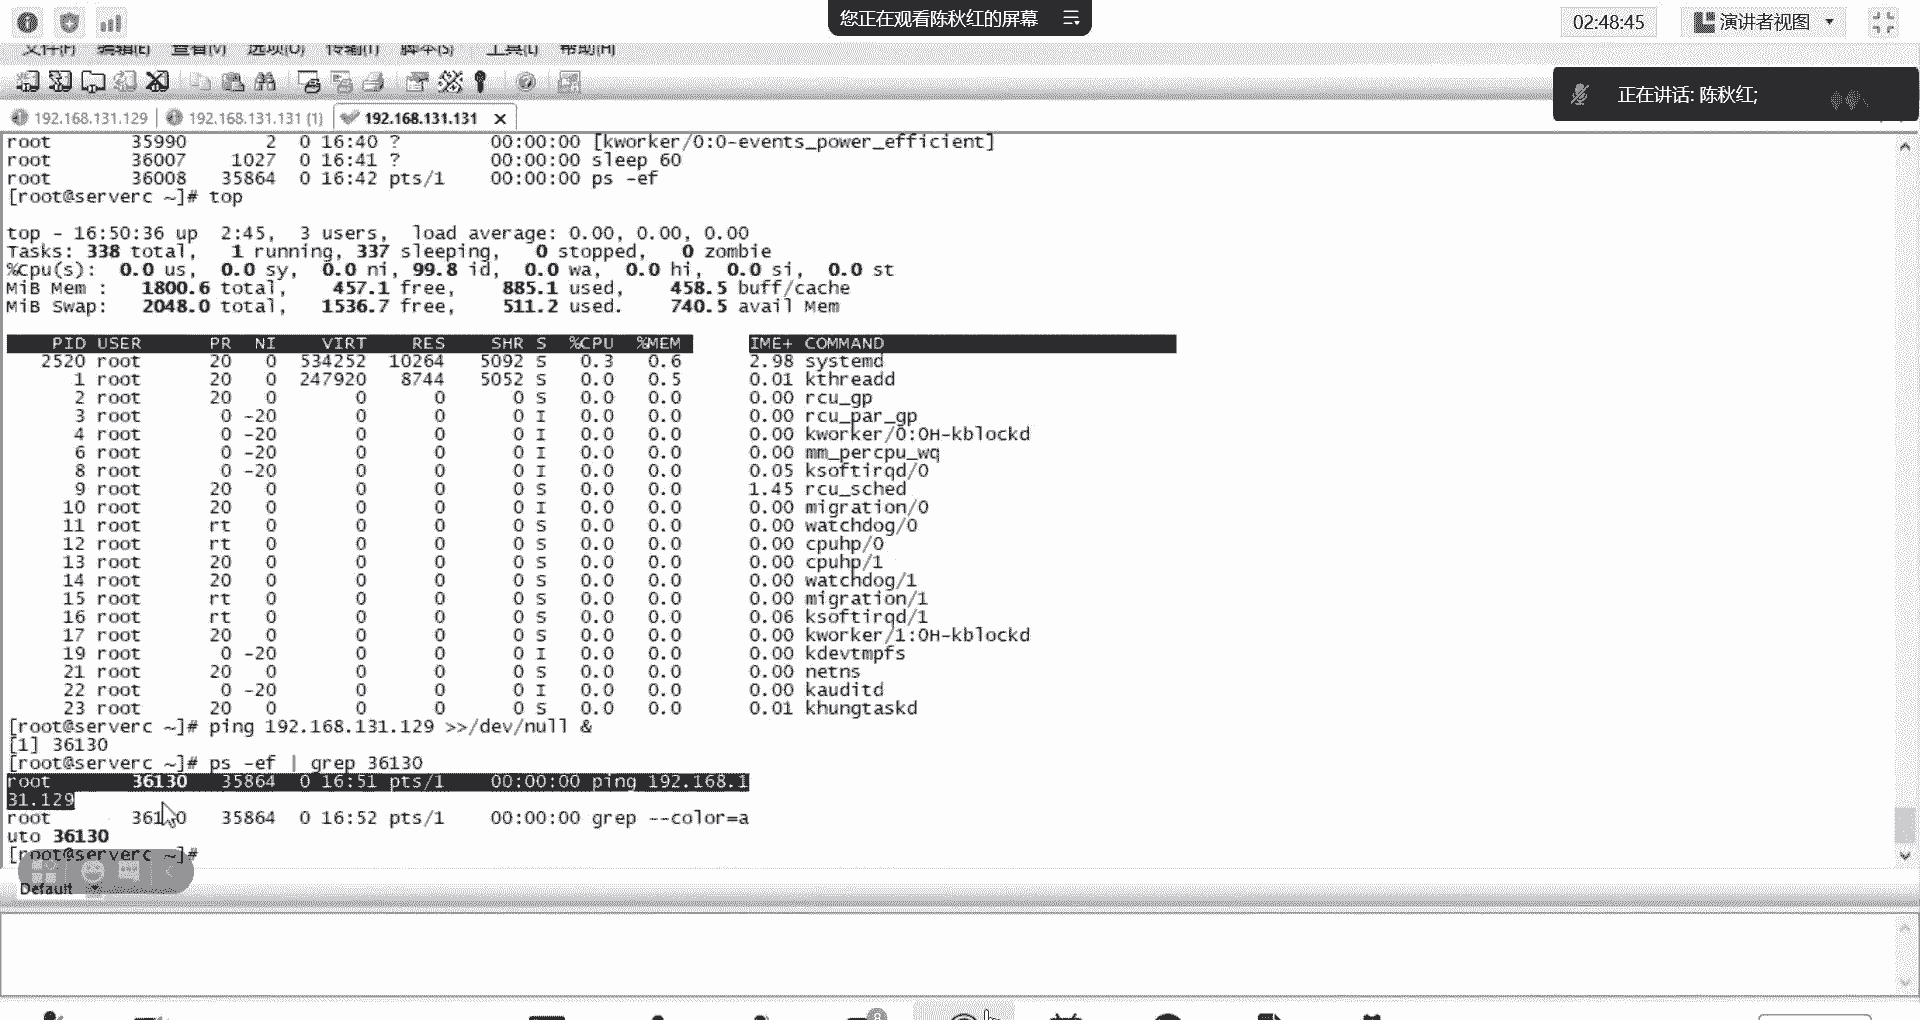 您正在观看陈秋红的屏幕
02:48:45
演讲者视图
文件(F) 编辑(E) 查看(V) 选项(O) 传输(T) 脚本(S) 工具(L) 帮助(H)
正在讲话: 陈秋红;
192.168.131.129 192.168.131.131 (1) 192.168.131.131
root 35990 2 0 16:40 ? 00:00:00 [kworker/0:0-events_power_efficient]
root 36007 1027 0 16:41 ? 00:00:00 sleep 60
root 36008 35864 0 16:42 pts/1 00:00:00 ps -ef
[root@serverc ~]# top
top - 16:50:36 up 2:45, 3 users, load average: 0.00, 0.00, 0.00
Tasks: 338 total, 1 running, 337 sleeping, 0 stopped, 0 zombie
%Cpu(s): 0.0 us, 0.0 sy, 0.0 ni, 99.8 id, 0.0 wa, 0.0 hi, 0.0 si, 0.0 st
MiB Mem : 1800.6 total, 457.1 free, 885.1 used, 458.5 buff/cache
MiB Swap: 2048.0 total, 1536.7 free, 511.2 used. 740.5 avail Mem
PID USER PR NI VIRT RES SHR S %CPU %MEM IME+ COMMAND
2520 root 20 0 534252 10264 5092 S 0.3 0.6 2.98 systemd
1 root 20 0 247920 8744 5052 S 0.0 0.5 0.01 kthreadd
2 root 20 0 0 0 0 S 0.0 0.0 0.00 rcu_gp
3 root 0 -20 0 0 0 I 0.0 0.0 0.00 rcu_par_gp
4 root 0 -20 0 0 0 I 0.0 0.0 0.00 kworker/0:0H-kblockd
6 root 0 -20 0 0 0 I 0.0 0.0 0.00 mm_percpu_wq
8 root 0 -20 0 0 0 I 0.0 0.0 0.05 ksoftirqd/0
9 root 20 0 0 0 0 S 0.0 0.0 1.45 rcu_sched
10 root 20 0 0 0 0 I 0.0 0.0 0.00 migration/0
11 root rt 0 0 0 0 S 0.0 0.0 0.00 watchdog/0
12 root rt 0 0 0 0 S 0.0 0.0 0.00 cpuhp/0
13 root 20 0 0 0 0 S 0.0 0.0 0.00 cpuhp/1
14 root 20 0 0 0 0 S 0.0 0.0 0.00 watchdog/1
15 root rt 0 0 0 0 S 0.0 0.0 0.00 migration/1
16 root rt 0 0 0 0 S 0.0 0.0 0.06 ksoftirqd/1
17 root 20 0 0 0 0 S 0.0 0.0 0.00 kworker/1:0H-kblockd
19 root 0 -20 0 0 0 I 0.0 0.0 0.00 kdevtmpfs
21 root 20 0 0 0 0 S 0.0 0.0 0.00 netns
22 root 0 -20 0 0 0 I 0.0 0.0 0.00 kauditd
23 root 20 0 0 0 0 S 0.0 0.0 0.01 khungtaskd
[root@serverc ~]# ping 192.168.131.129 >>/dev/null &
[1] 36130
[root@serverc ~]# ps -ef | grep 36130
root 36130 35864 0 16:51 pts/1 00:00:00 ping 192.168.1
31.129
root 35864 0 16:52 pts/1 00:00:00 grep --color=a
uto 36130
[root@serverc ~]#
Default